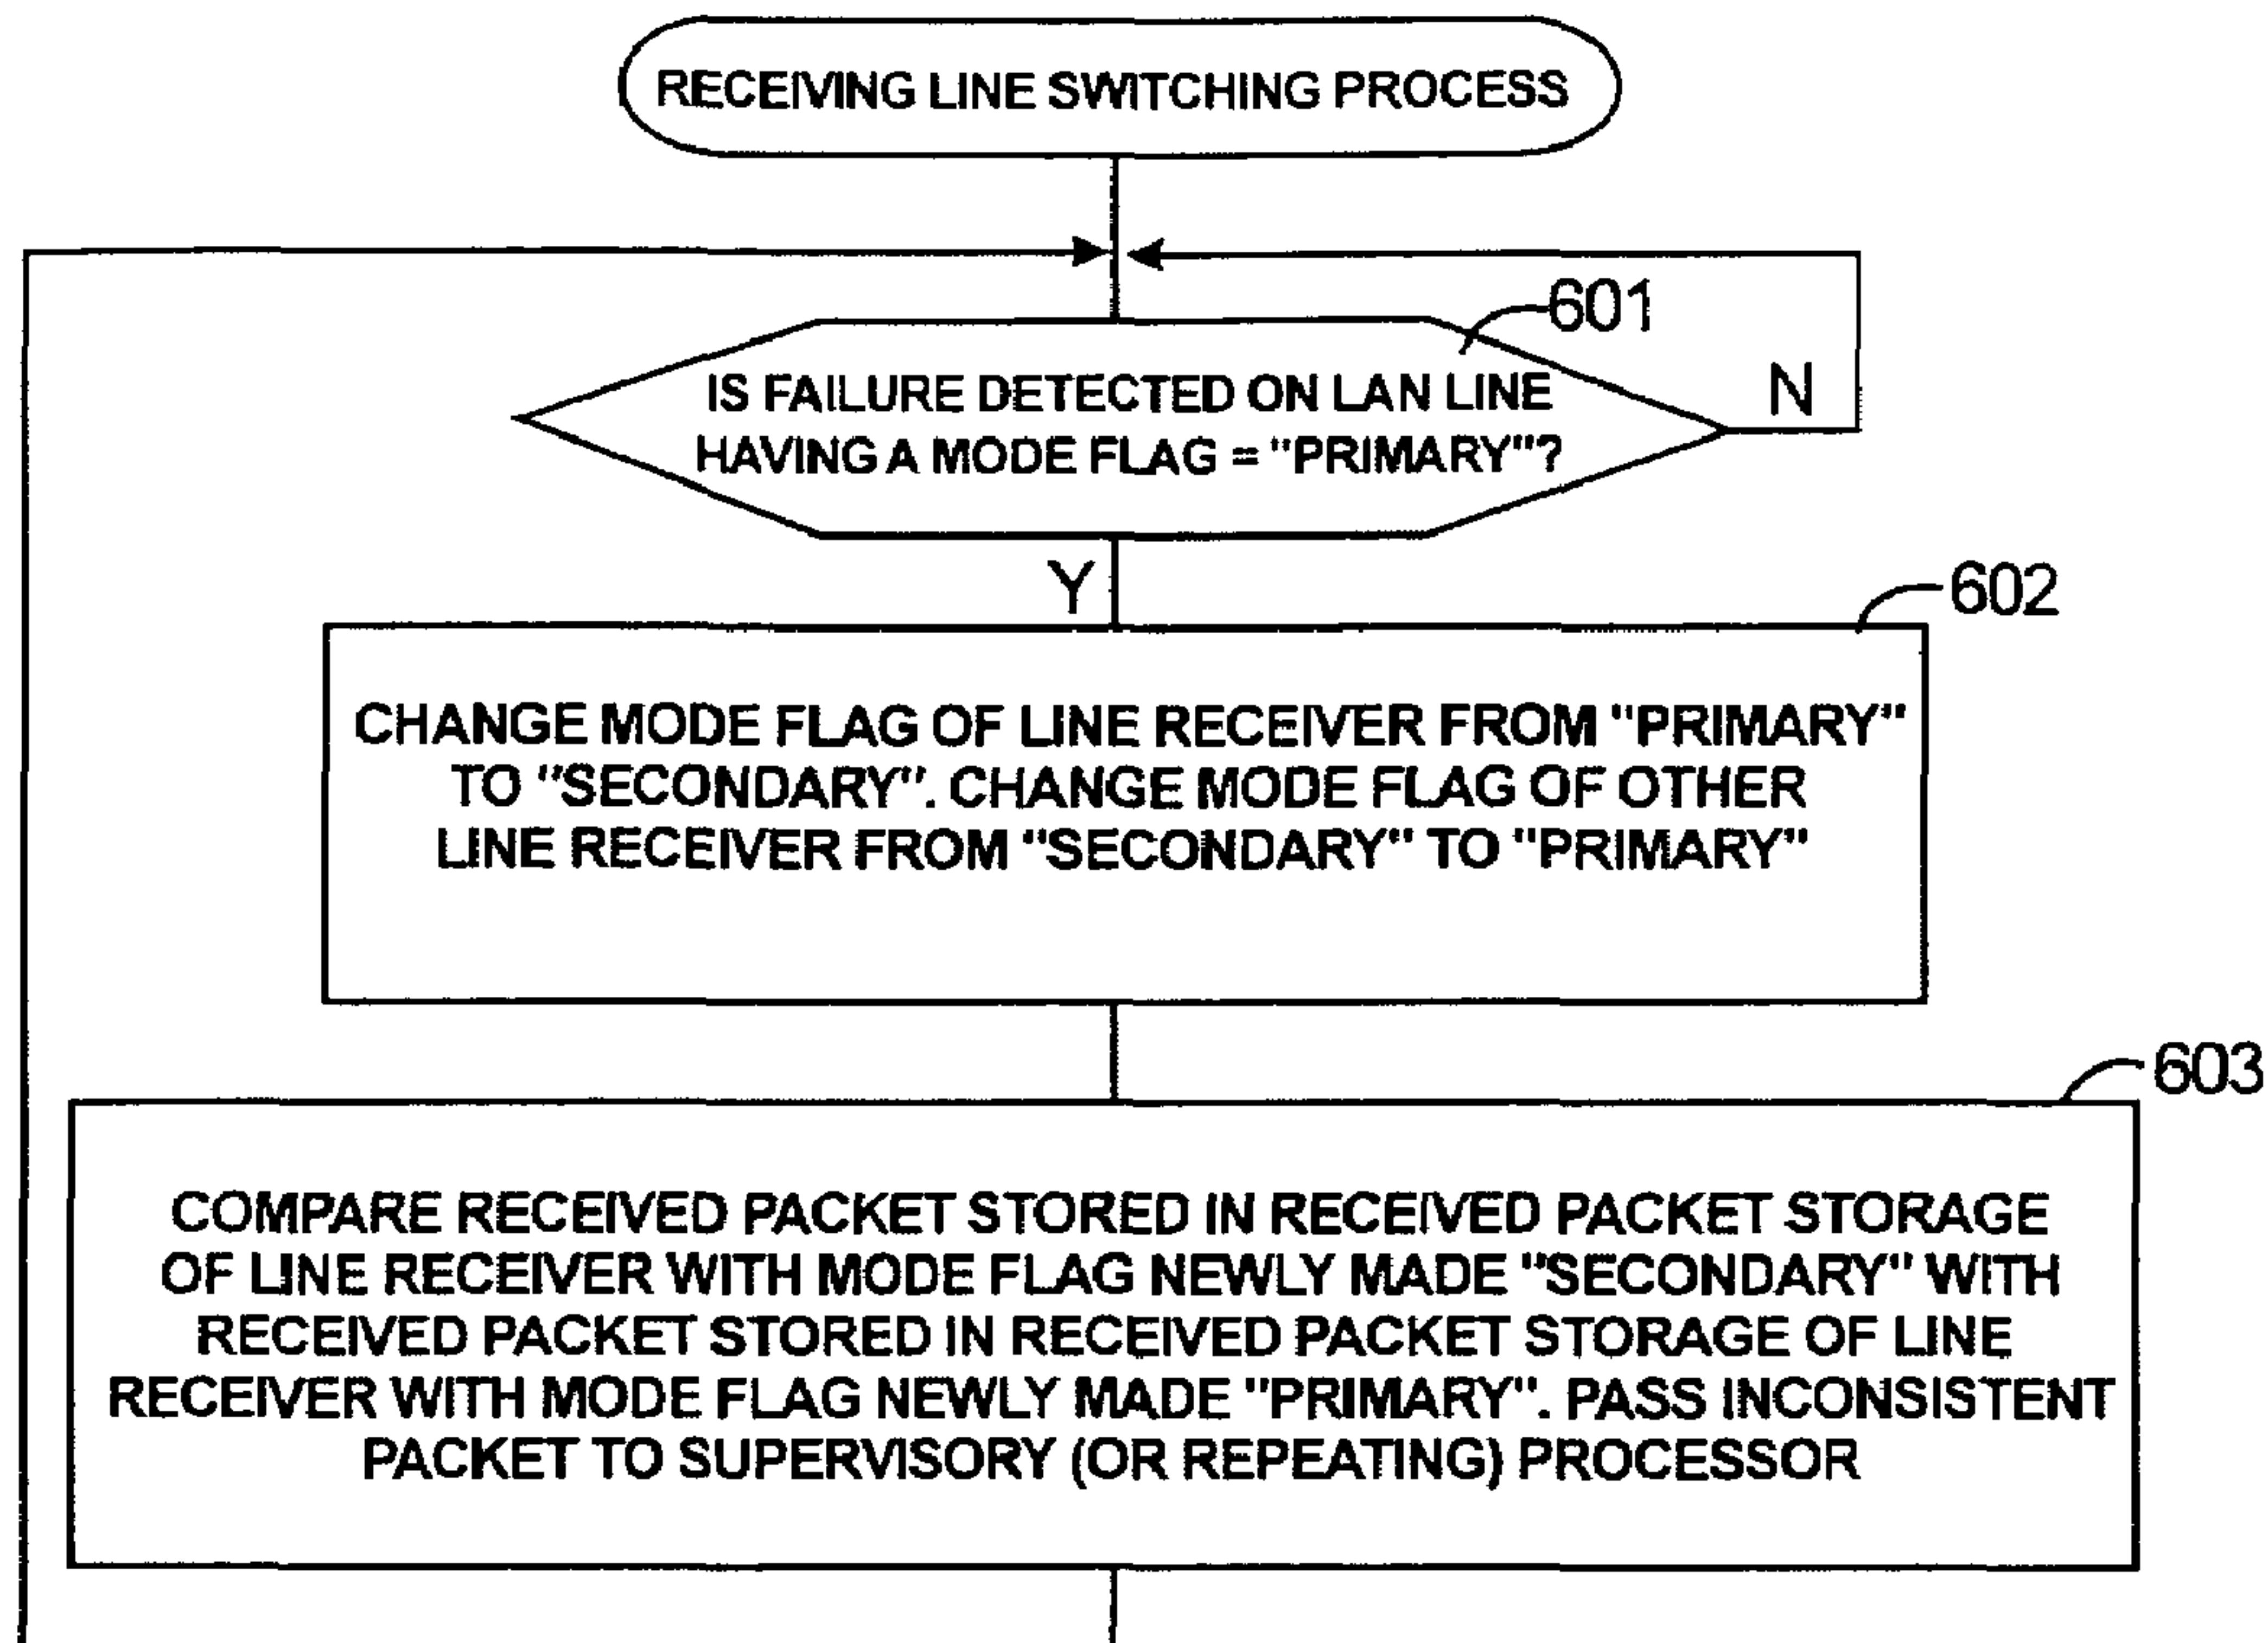 RECEIVING LINE SWITCHING PROCESS
601
IS FAILURE DETECTED ON LAN LINE
HAVING A MODE FLAG = "PRIMARY"?
N
Y
602
CHANGE MODE FLAG OF LINE RECEIVER FROM "PRIMARY"
TO "SECONDARY". CHANGE MODE FLAG OF OTHER
LINE RECEIVER FROM "SECONDARY" TO "PRIMARY"
603
COMPARE RECEIVED PACKET STORED IN RECEIVED PACKET STORAGE
OF LINE RECEIVER WITH MODE FLAG NEWLY MADE "SECONDARY" WITH
RECEIVED PACKET STORED IN RECEIVED PACKET STORAGE OF LINE
RECEIVER WITH MODE FLAG NEWLY MADE "PRIMARY". PASS INCONSISTENT
PACKET TO SUPERVISORY (OR REPEATING) PROCESSOR